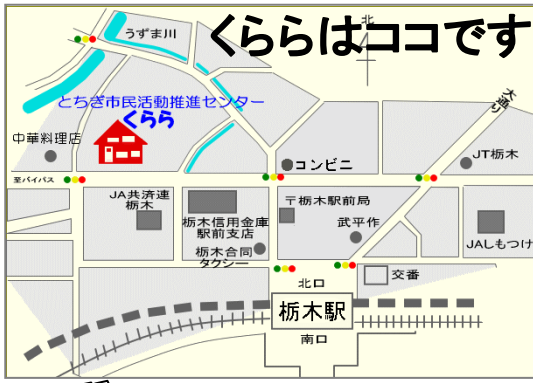 くららはココです
北
うずま川
大通り
とちぎ市民活動推進センター
くらら
中華料理店
コンビニ
JT栃木
至バイパス
JA共済連
栃木
栃木信用金庫
駅前支店
〒栃木駅前局
武平作
JAしもつけ
栃木合同
タクシー
北口
交番
栃木駅
南口